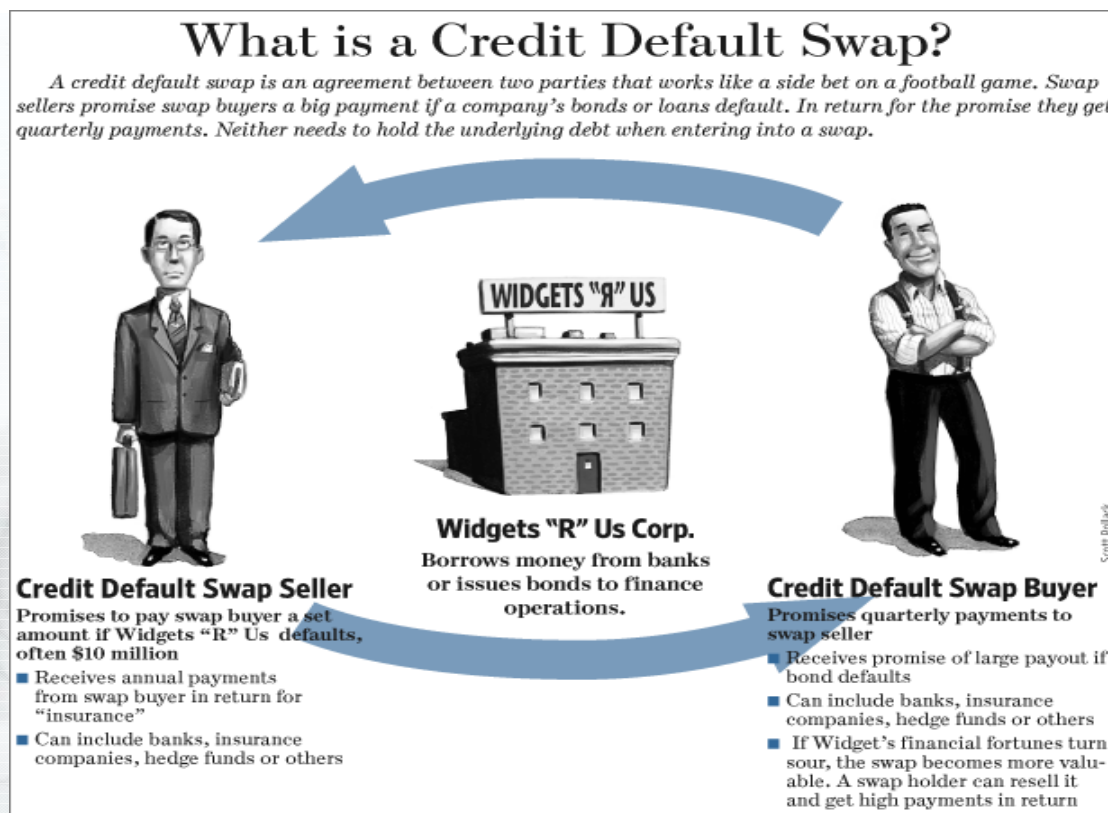 What is a Credit Default Swap?
A credit default swap is an agreement between two parties that works like a side bet on a football game. Swap
sellers promise swap buyers a big payment if a company's bonds or loans default. In return for the promise they get
quarterly payments. Neither needs to hold the underlying debt when entering into a swap.
WIDGETS "Я" US
Widgets "R" Us Corp.
Borrows money from banks
or issues bonds to finance
operations.
Credit Default Swap Seller
Promises to pay swap buyer a set
amount if Widgets "R" Us defaults,
often $10 million
■ Receives annual payments
from swap buyer in return for
"insurance"
■ Can include banks, insurance
companies, hedge funds or others
Scott Pollack
Credit Default Swap Buyer
Promises quarterly payments to
swap seller
■ Receives promise of large payout if
bond defaults
■ Can include banks, insurance
companies, hedge funds or others
■ If Widget's financial fortunes turn
sour, the swap becomes more valu-
able. A swap holder can resell it
and get high payments in return